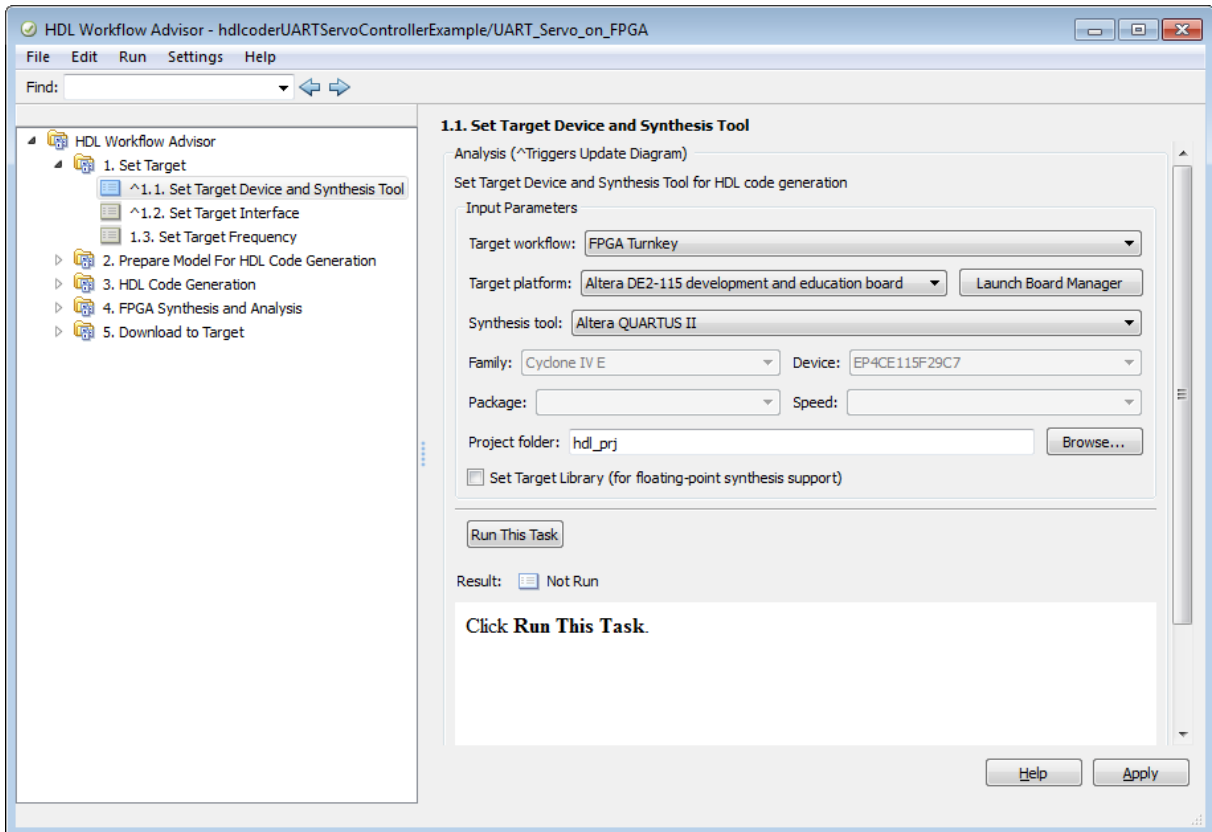 HDL Workflow Advisor - hdlcoderUARTServoControllerExample/UART_Servo_on_FPGA
File Edit Run Settings Help
Find:
HDL Workflow Advisor
1. Set Target
^1.1. Set Target Device and Synthesis Tool
^1.2. Set Target Interface
1.3. Set Target Frequency
2. Prepare Model For HDL Code Generation
3. HDL Code Generation
4. FPGA Synthesis and Analysis
5. Download to Target
1.1. Set Target Device and Synthesis Tool
Analysis (^Triggers Update Diagram)
Set Target Device and Synthesis Tool for HDL code generation
Input Parameters
Target workflow: FPGA Turnkey
Target platform: Altera DE2-115 development and education board Launch Board Manager
Synthesis tool: Altera QUARTUS II
Family: Cyclone IV E Device: EP4CE115F29C7
Package: Speed:
Project folder: hdl_prj Browse...
Set Target Library (for floating-point synthesis support)
Run This Task
Result: Not Run
Click Run This Task.
Help Apply